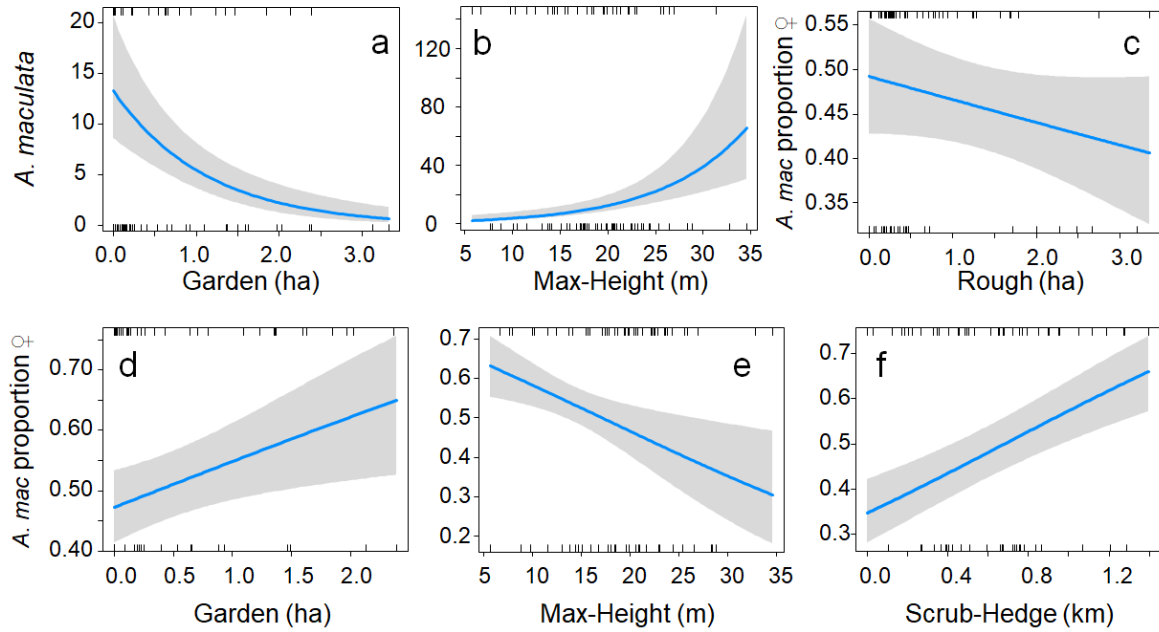 20
15
10
5
0
A. maculata
a
0.0 1.0 2.0 3.0
Garden (ha)
120
80
40
0
b
5 10 15 20 25 30 35
Max-Height (m)
0.55
0.50
0.45
0.40
0.35
A. mac proportion ♀
c
0.0 1.0 2.0 3.0
Rough (ha)
0.70
0.60
0.50
0.40
A. mac proportion ♀
d
0.0 0.5 1.0 1.5 2.0
Garden (ha)
0.7
0.6
0.5
0.4
0.3
0.2
e
5 10 15 20 25 30 35
Max-Height (m)
0.7
0.6
0.5
0.4
0.3
f
0.0 0.4 0.8 1.2
Scrub-Hedge (km)